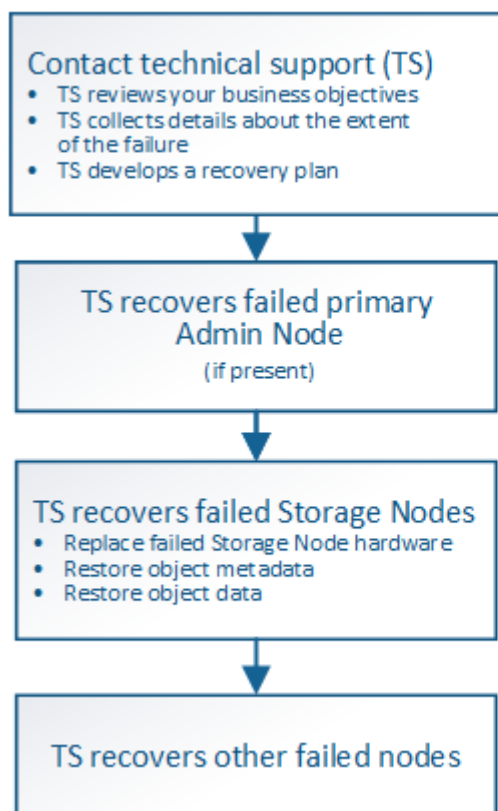 Contact technical support (TS)
• TS reviews your business objectives
• TS collects details about the extent
of the failure
• TS develops a recovery plan
TS recovers failed primary
Admin Node
(if present)
TS recovers failed Storage Nodes
• Replace failed Storage Node hardware
• Restore object metadata
• Restore object data
TS recovers other failed nodes